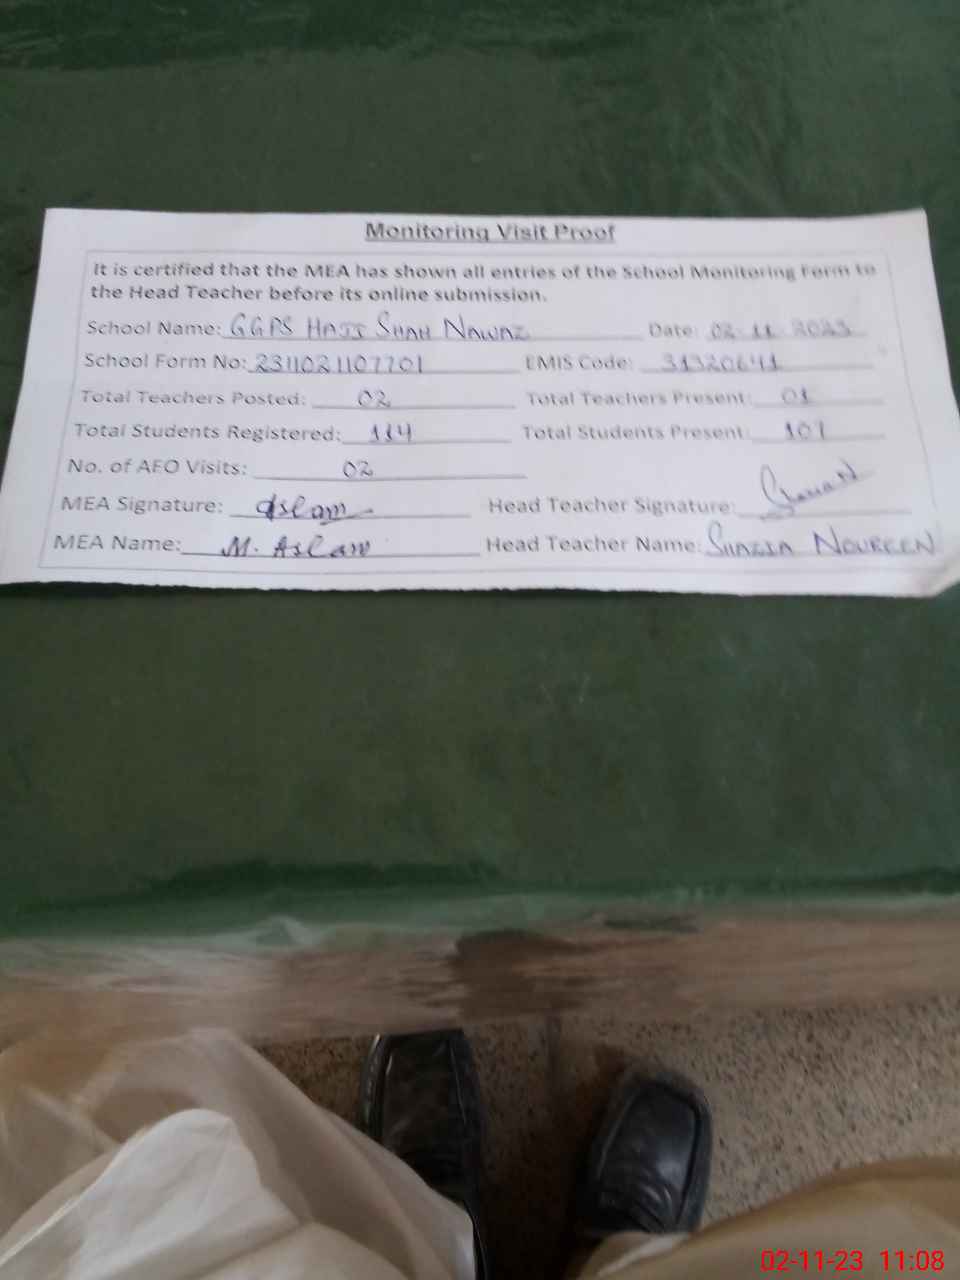 Monitoring Visit Proof
It is certified that the MEA has shown all entries of the School Monitoring Form to
the Head Teacher before its online submission.
School Name: GGPS HAJI SHAH NAWAZ Date: 02-11-2023
School Form No: 2311021107701 EMIS Code: 31320641
Total Teachers Posted: 02 Total Teachers Present: 01
Total Students Registered: 114 Total Students Present: 101
No. of AEO Visits: 02
MEA Signature: Aslam Head Teacher Signature:
MEA Name: M. Aslam Head Teacher Name: SHAZIA NOUREEN
02-11-23 11:08